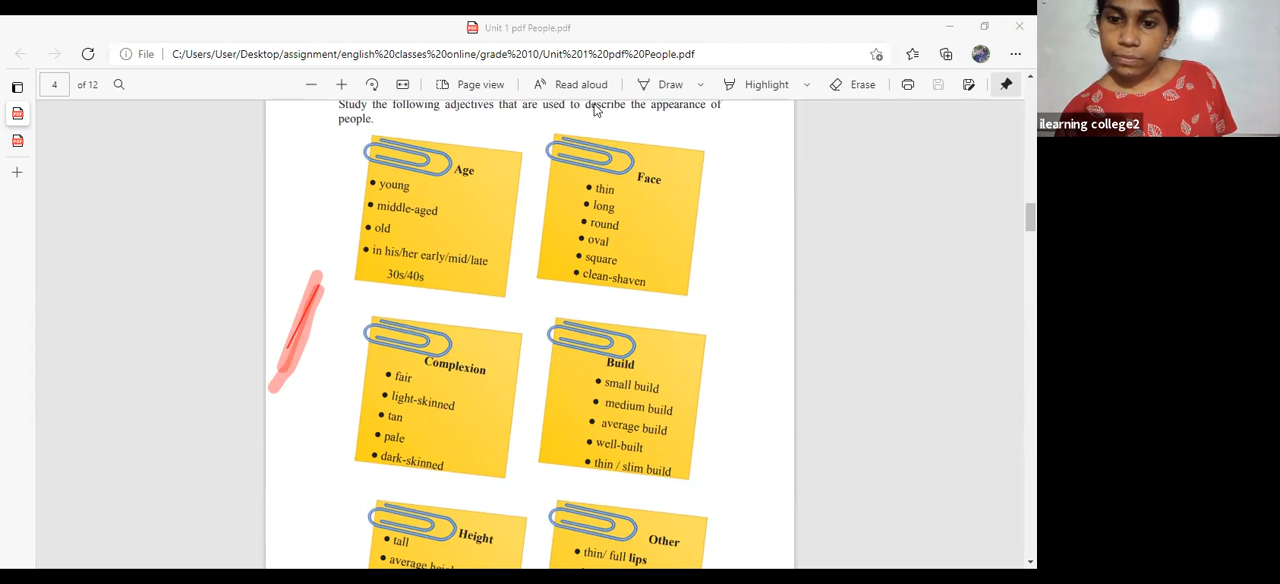 Unit 1 pdf People.pdf
File
C:/Users/User/Desktop/assignment/english%20classes%20online/grade%2010/Unit%201%20pdf%20People.pdf
4 of 12
Page view
Read aloud
Draw
Highlight
Erase
ilearning college2
Study the following adjectives that are used to describe the appearance of
people.
Age
• young
• middle-aged
• old
• in his/her early/mid/late
30s/40s
Face
• thin
• long
• round
• oval
• square
• clean-shaven
Complexion
• fair
• light-skinned
• tan
• pale
• dark-skinned
Build
• small build
• medium build
• average build
• well-built
• thin / slim build
Height
• tall
• average
Other
• thin/ full lips